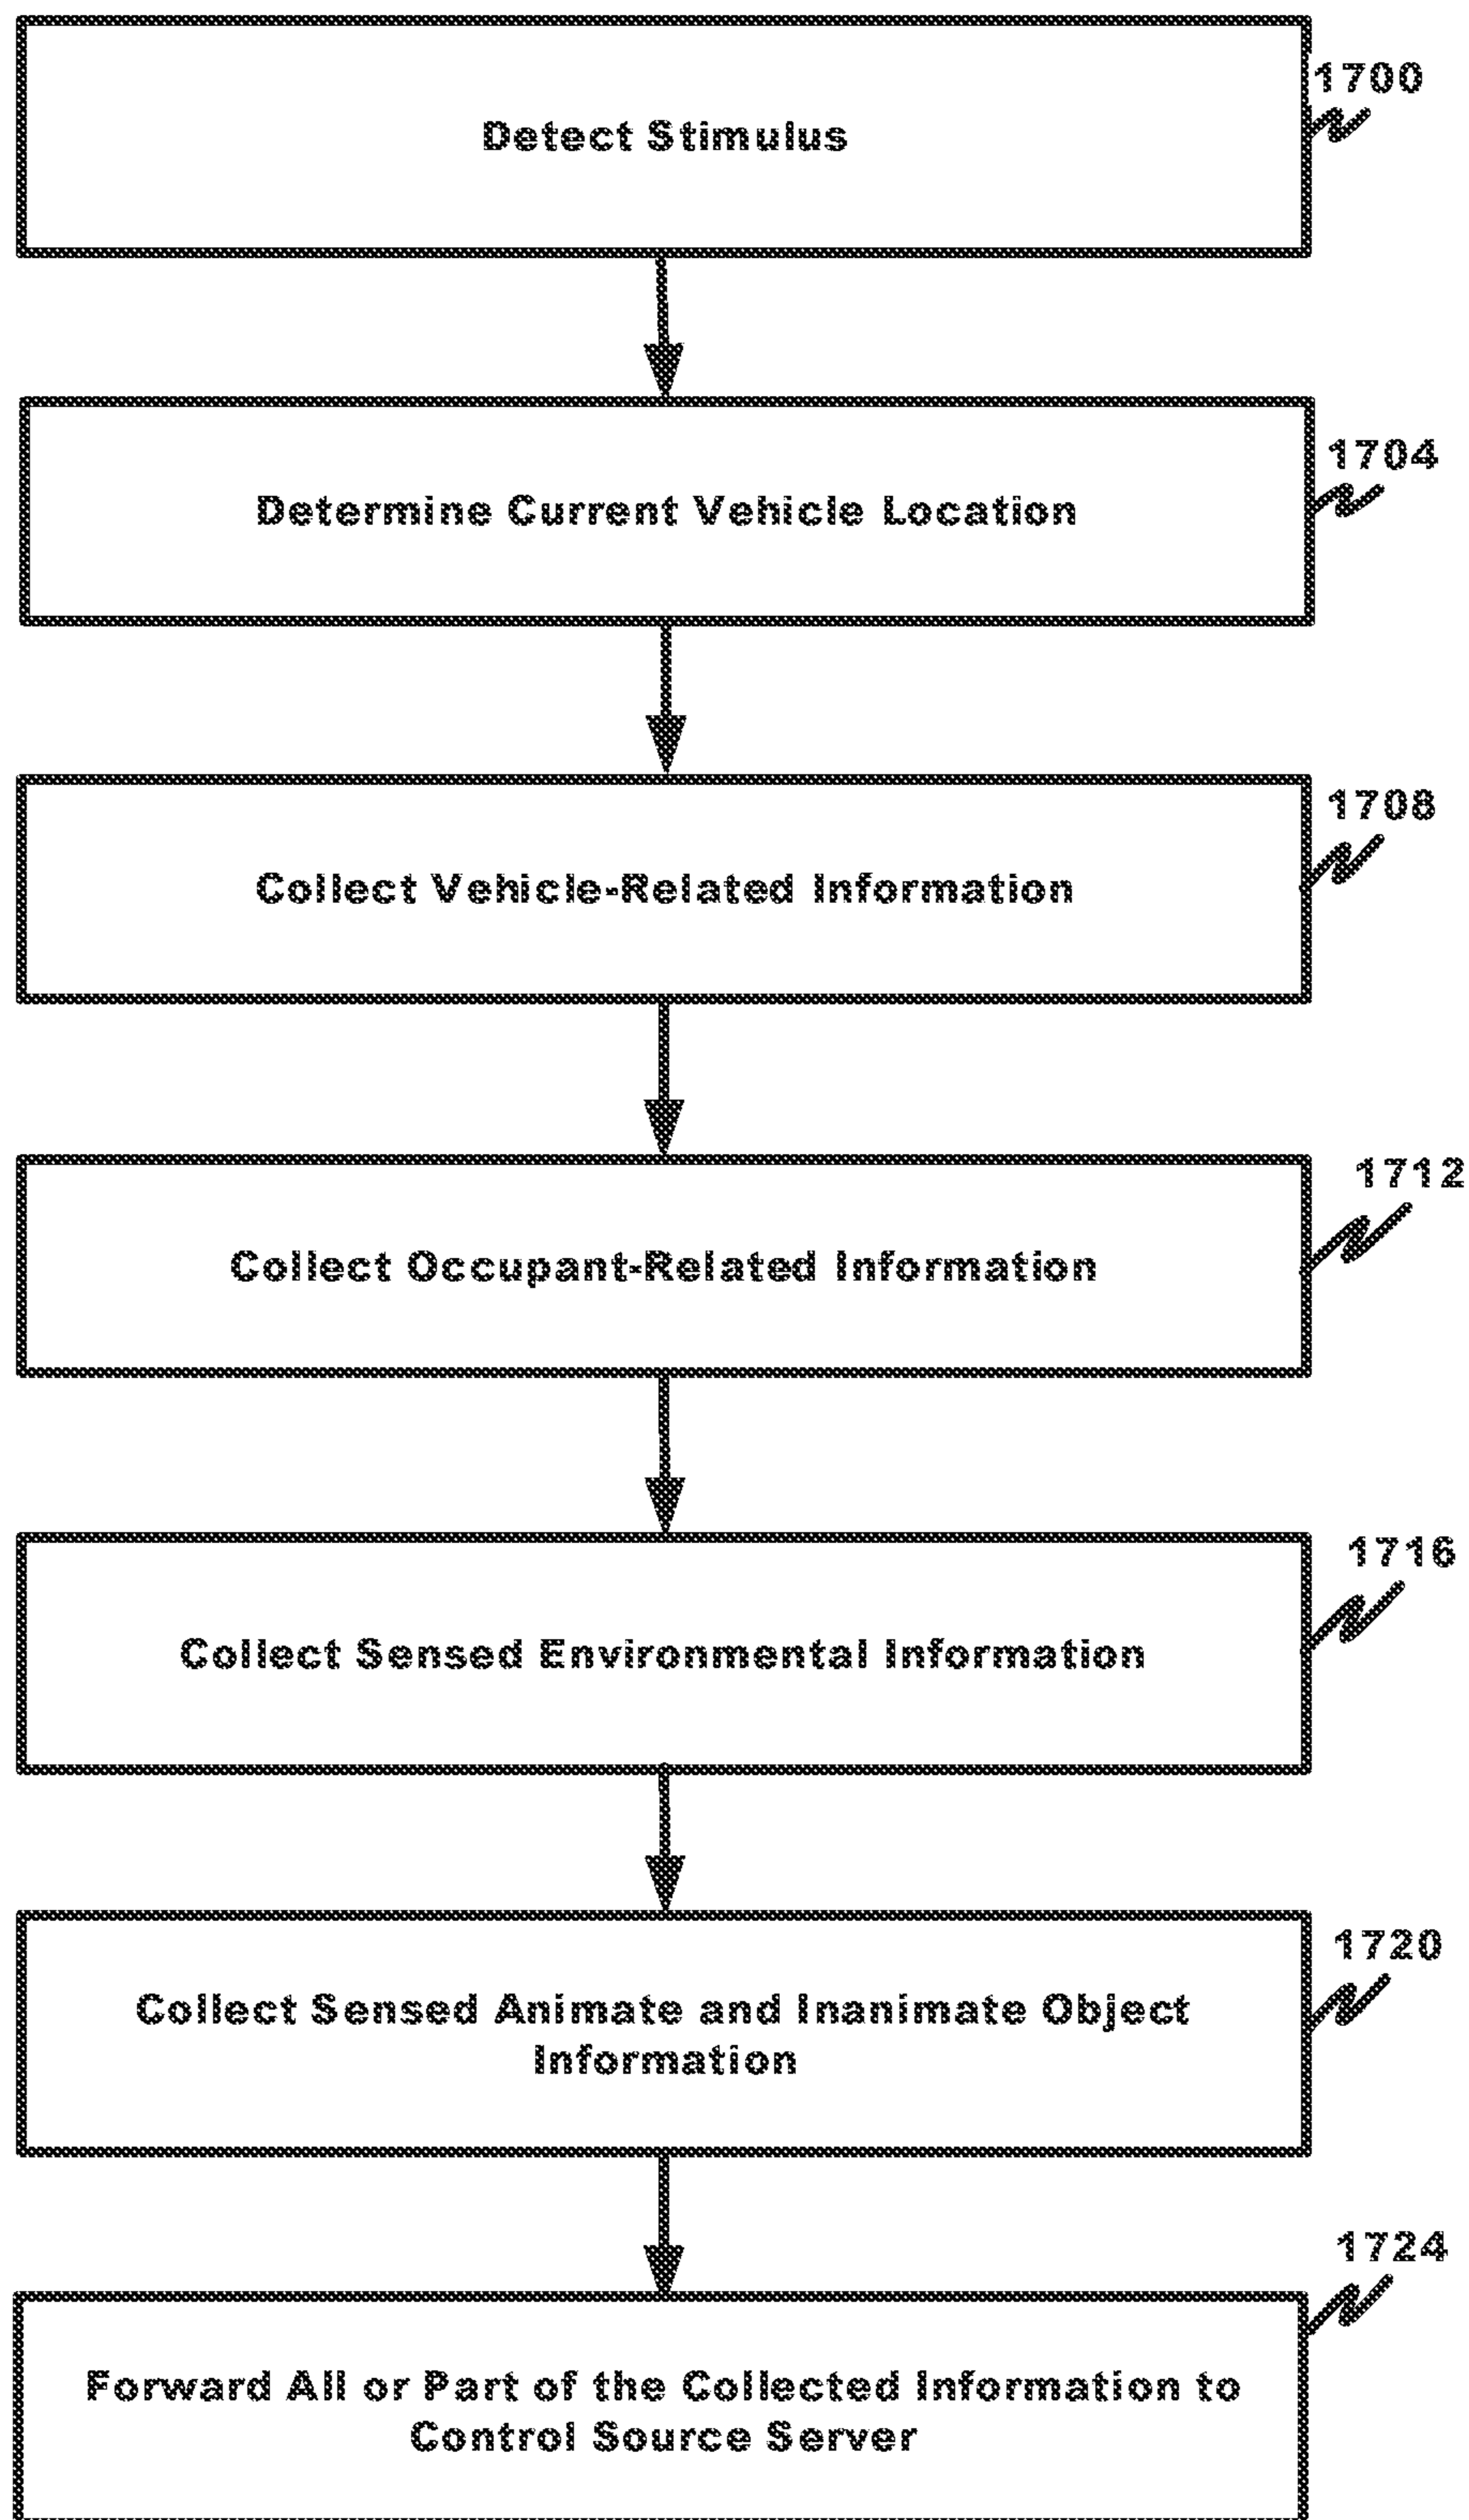 1700
Detect Stimulus
1704
Determine Current Vehicle Location
1708
Collect Vehicle-Related Information
1712
Collect Occupant-Related Information
1716
Collect Sensed Environmental Information
1720
Collect Sensed Animate and Inanimate Object
Information
1724
Forward All or Part of the Collected Information to
Control Source Server